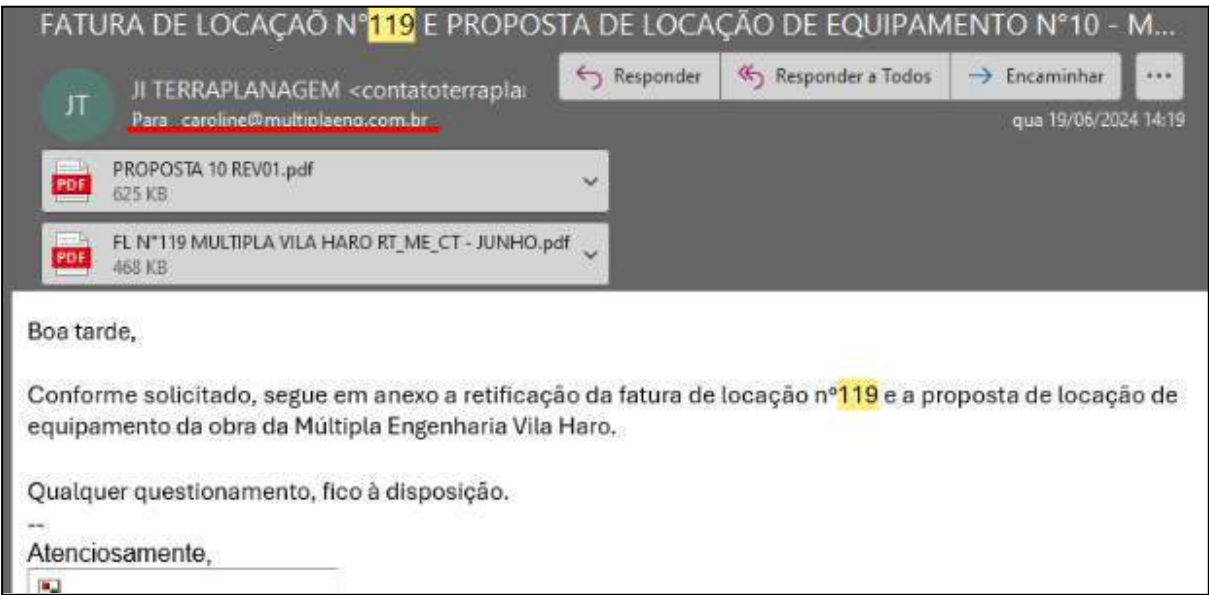 FATURA DE LOCAÇAÕ N°119 E PROPOSTA DE LOCAÇÃO DE EQUIPAMENTO N°10 - M...
Responder
Responder a Todos
Encaminhar
...
JT
JI TERRAPLANAGEM <contatoterrapla
Para caroline@multiplaeng.com.br
qua 19/06/2024 14:19
PDF
PROPOSTA 10 REV01.pdf
625 KB
PDF
FL N°119 MULTIPLA VILA HARO RT_ME_CT - JUNHO.pdf
468 KB
Boa tarde,
Conforme solicitado, segue em anexo a retificação da fatura de locação nº119 e a proposta de locação de
equipamento da obra da Múltipla Engenharia Vila Haro.
Qualquer questionamento, fico à disposição.
--
Atenciosamente,